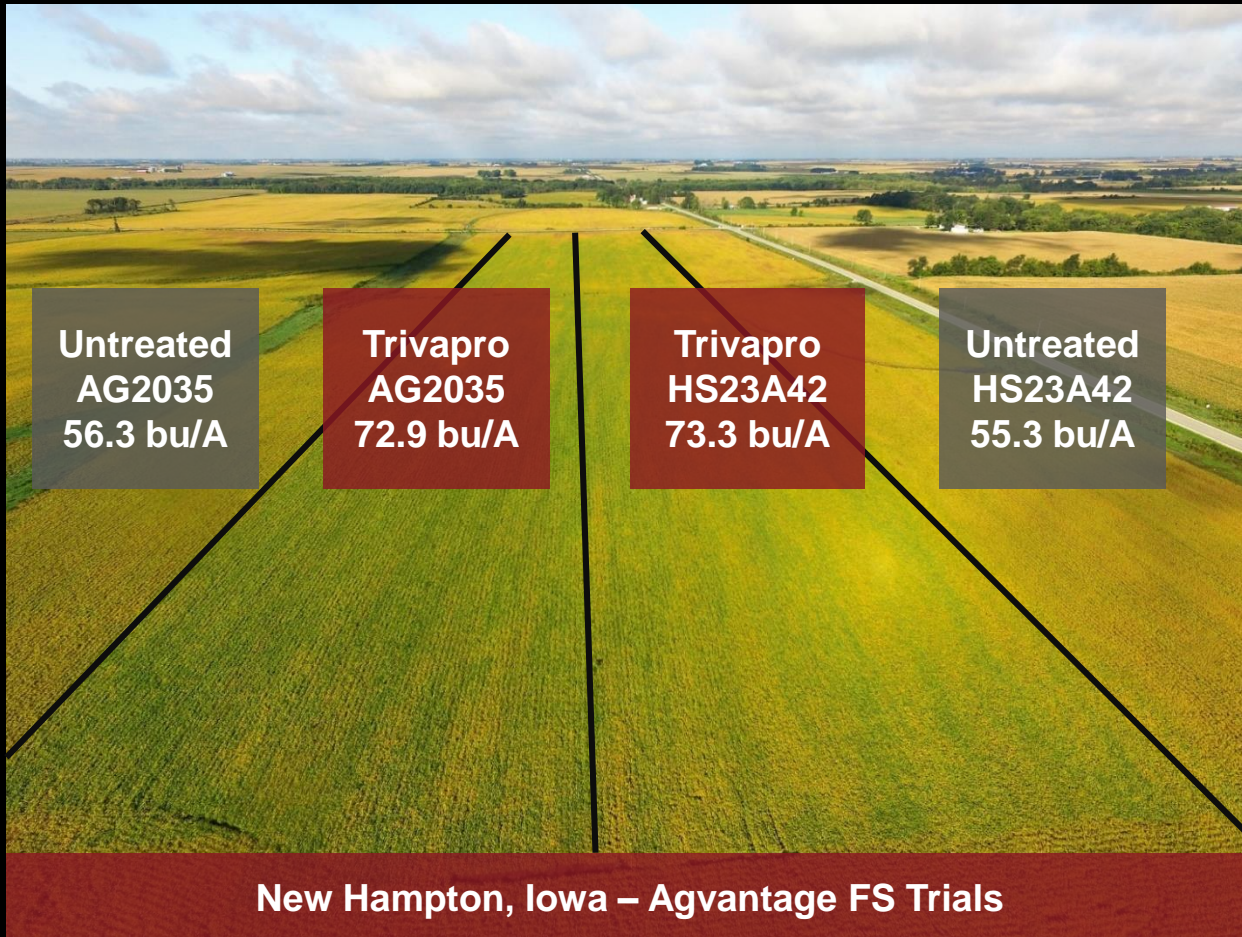 Untreated
AG2035
56.3 bu/A
Trivapro
AG2035
72.9 bu/A
Trivapro
HS23A42
73.3 bu/A
Untreated
HS23A42
55.3 bu/A
New Hampton, Iowa – Agvantage FS Trials